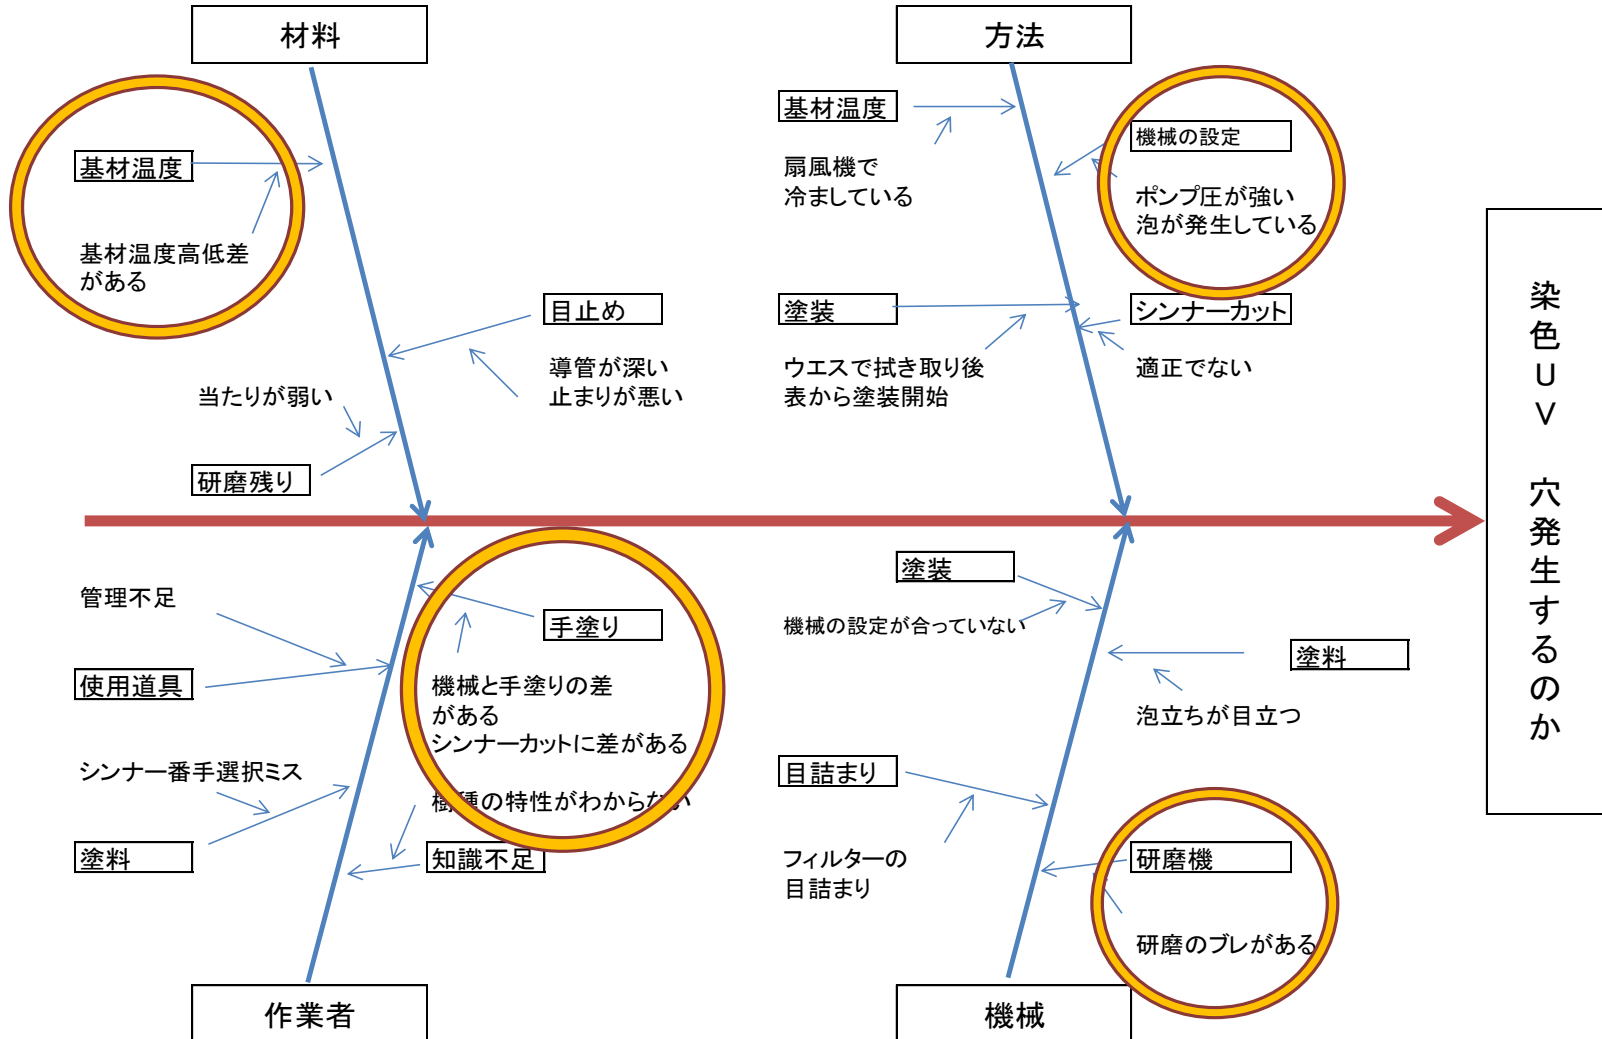 材料
方法
基材温度
機械の設定
扇風機で
冷ましている
ポンプ圧が強い
泡が発生している
基材温度
基材温度高低差
がある
目止め
導管が深い
止まりが悪い
塗装
ウエスで拭き取り後
表から塗装開始
シンナーカット
適正でない
当たりが弱い
研磨残り
染色UV 穴発生するのか
管理不足
使用道具
手塗り
機械と手塗りの差
がある
シンナーカットに差がある
シンナー番手選択ミス
塗料
樹種の特性がわからない
知識不足
塗装
機械の設定が合っていない
塗料
泡立ちが目立つ
目詰まり
フィルターの
目詰まり
研磨機
研磨のブレがある
作業者
機械